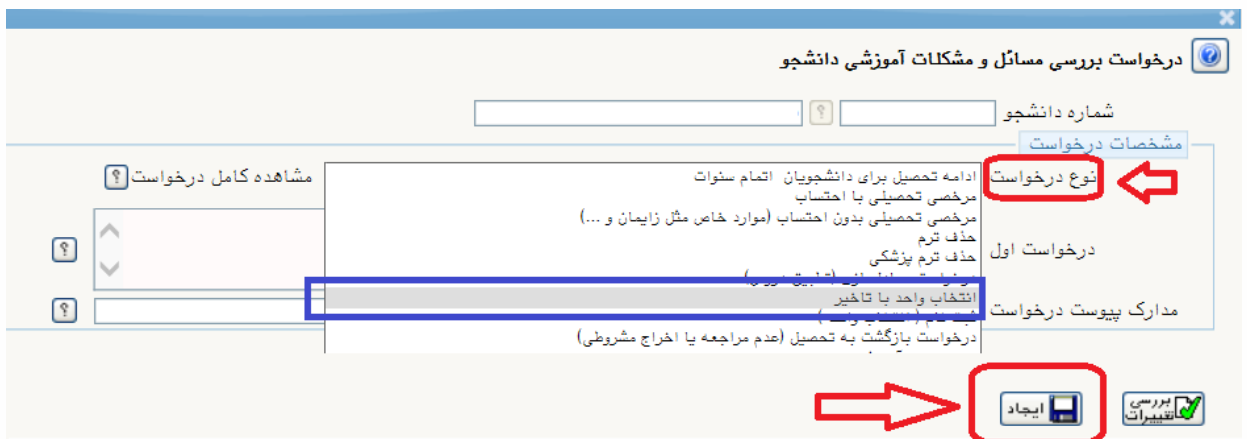 درخواست بررسی مسائل و مشکلات آموزشی دانشجو
شماره دانشجو
مشخصات درخواست
نوع درخواست
مشاهده کامل درخواست
ادامه تحصیل برای دانشجویان اتمام سنوات
مرخصی تحصیلی با احتساب
مرخصی تحصیلی بدون احتساب (موارد خاص مثل زایمان و ...)
حذف ترم
حذف ترم پزشکی
انتخاب واحد با تاخیر
درخواست بازگشت به تحصیل (عدم مراجعه یا اخراج مشروطی)
درخواست اول
مدارک پیوست درخواست
بررسی تغییرات
ایجاد